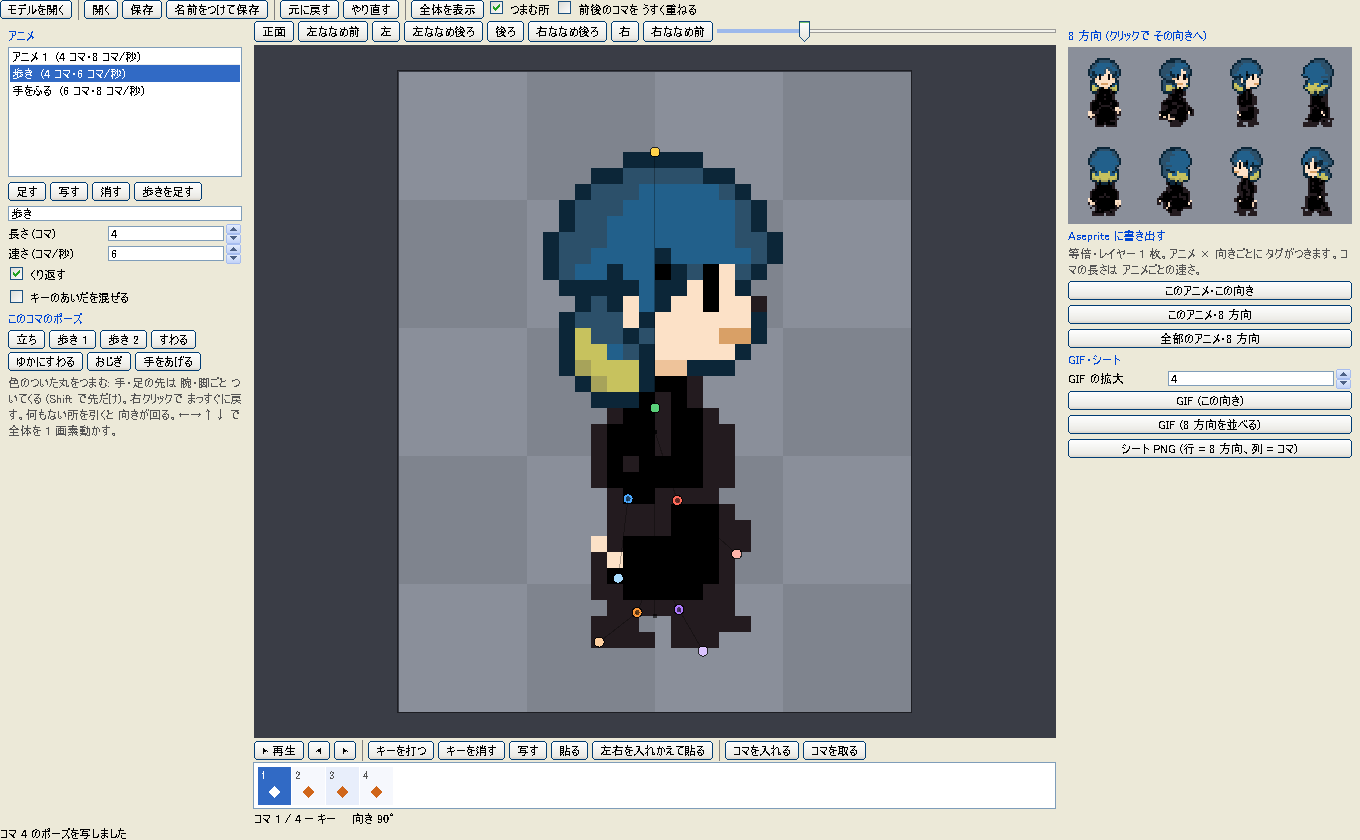 モデルを開く 開く 保存 名前をつけて保存 元に戻す やり直す 全体を表示 つまむ所 前後のコマを うすく重ねる
正面 左ななめ前 左 左ななめ後ろ 後ろ 右ななめ後ろ 右 右ななめ前
アニメ
アニメ 1 (4 コマ・8 コマ/秒)
歩き (4 コマ・6 コマ/秒)
手をふる (6 コマ・8 コマ/秒)
足す 写す 消す 歩きを足す
歩き
長さ(コマ) 4
速さ(コマ/秒) 6
くり返す
キーのあいだを混ぜる
このコマのポーズ
立ち 歩き 1 歩き 2 すわる
ゆかにすわる おじぎ 手をあげる
色のついた丸をつまむ: 手・足の先は 腕・脚ごと つ
いてくる (Shift で先だけ)。右クリックで まっすぐに戻
す。何もない所を引くと 向きが回る。←→↑↓ で
全体を 1 画素動かす。
8 方向 (クリックで その向きへ)
Aseprite に書き出す
等倍・レイヤー 1 枚。アニメ × 向きごとに タグがつきます。コ
マの長さは アニメごとの速さ。
このアニメ・この向き
このアニメ・8 方向
全部のアニメ・8 方向
GIF・シート
GIF の拡大 4
GIF (この向き)
GIF (8 方向を並べる)
シート PNG (行 = 8 方向、列 = コマ)
再生 キーを打つ キーを消す 写す 貼る 左右を入れかえて貼る コマを入れる コマを取る
1 2 3 4
コマ 1 / 4 ー キー 向き 90°
コマ 4 のポーズを写しました